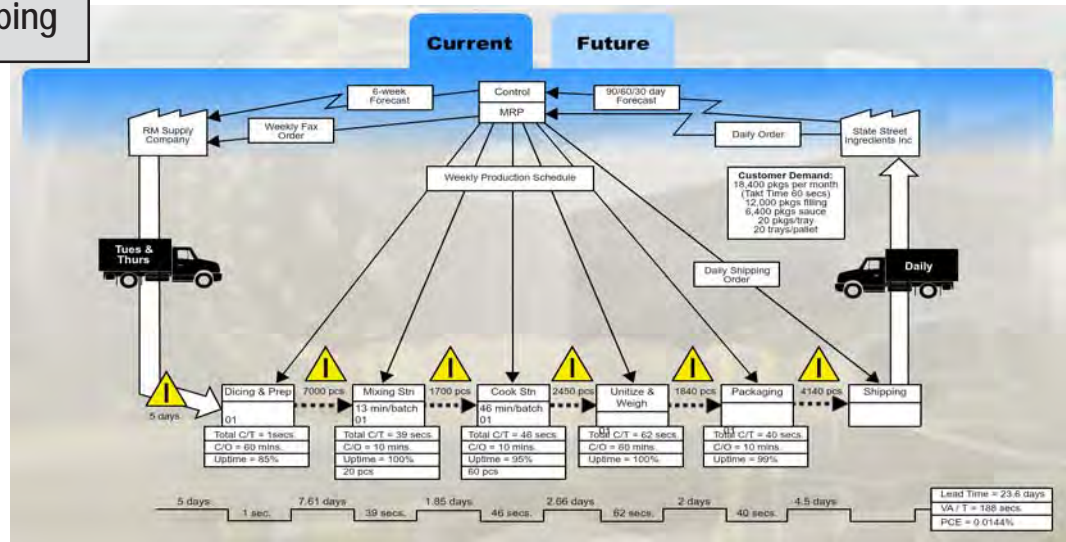 ping
Current
Future
6-week
Forecast
Control
MRP
90/60/30 day
Forecast
RM Supply
Company
Weekly Fax
Order
Daily Order
State Street
Ingredients Inc
Weekly Production Schedule
Customer Demand:
18,400 pkgs per month
(Takt Time 60 secs)
12,000 pkgs filling
6,400 pkgs sauce
20 pkgs/tray
20 trays/pallet
Tues &
Thurs
Daily
Daily Shipping
Order
5 days
Dicing & Prep
01
Total C/T = 1secs.
C/O = 60 mins.
Uptime = 85%
7000 pcs
Mixing Stn
13 min/batch
01
Total C/T = 39 secs
C/O = 10 mins.
Uptime = 100%
20 pcs
1700 pcs
Cook Stn
46 min/batch
01
Total C/T = 46 secs
C/O = 10 mins.
Uptime = 95%
60 pcs
2450 pcs
Unitize &
Weigh
01
Total C/T = 62 secs
C/O = 60 mins.
Uptime = 100%
1840 pcs
Packaging
01
Total C/T = 40 secs.
C/O = 10 mins.
Uptime = 99%
4140 pcs
Shipping
5 days
1 sec.
7.61 days
39 secs.
1.85 days
46 secs.
2.66 days
62 secs.
2 days
40 secs.
4.5 days
Lead Time = 23.6 days
VA / T = 188 secs.
PCE = 0.0144%